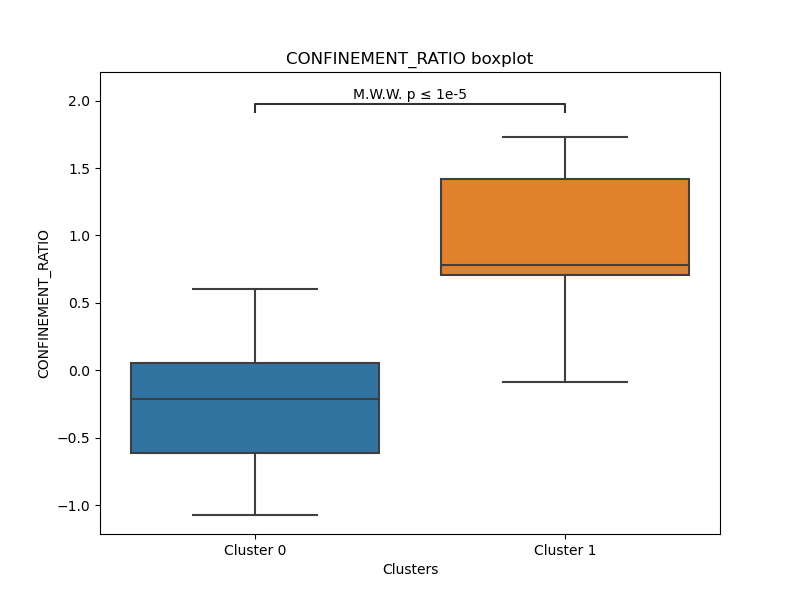 CONFINEMENT_RATIO boxplot
M.W.W. p ≤ 1e-5
2.0
1.5
1.0
0.5
0.0
−0.5
−1.0
CONFINEMENT_RATIO
Cluster 0
Cluster 1
Clusters